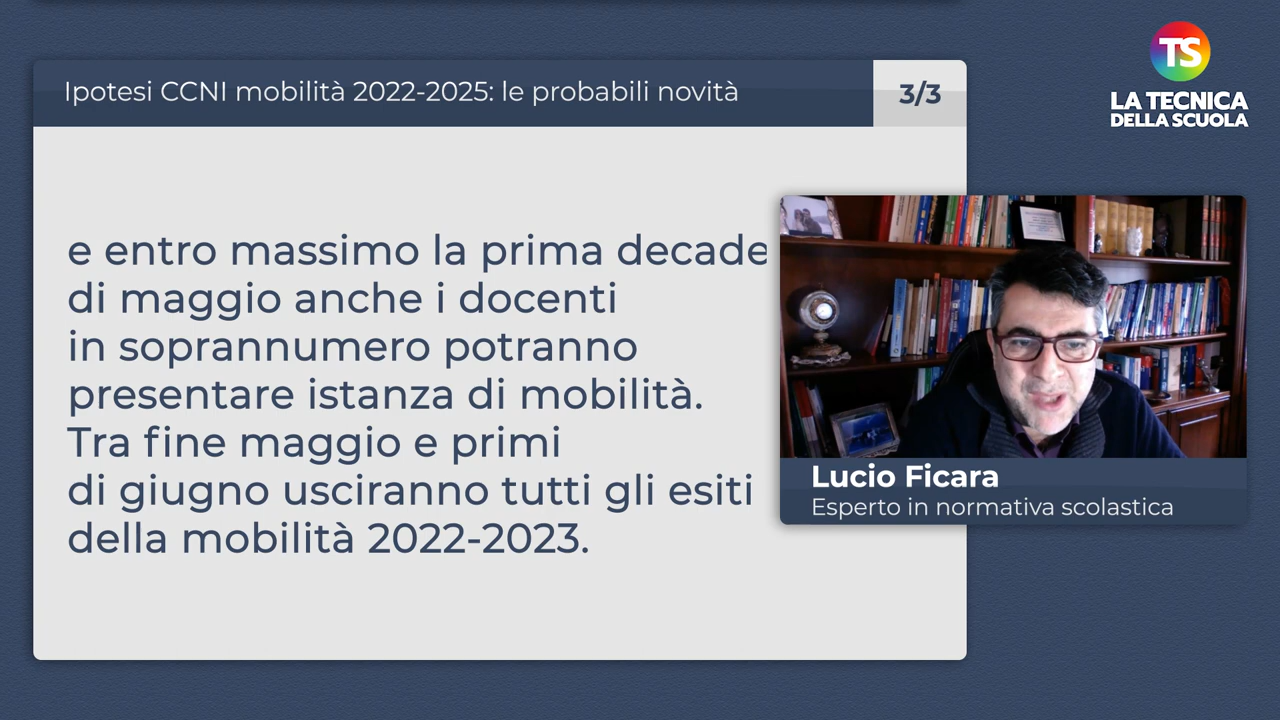 Ipotesi CCNI mobilità 2022-2025: le probabili novità
3/3
e entro massimo la prima decade
di maggio anche i docenti
in soprannumero potranno
presentare istanza di mobilità.
Tra fine maggio e primi
di giugno usciranno tutti gli esiti
della mobilità 2022-2023.
TS
LA TECNICA
DELLA SCUOLA
Lucio Ficara
Esperto in normativa scolastica